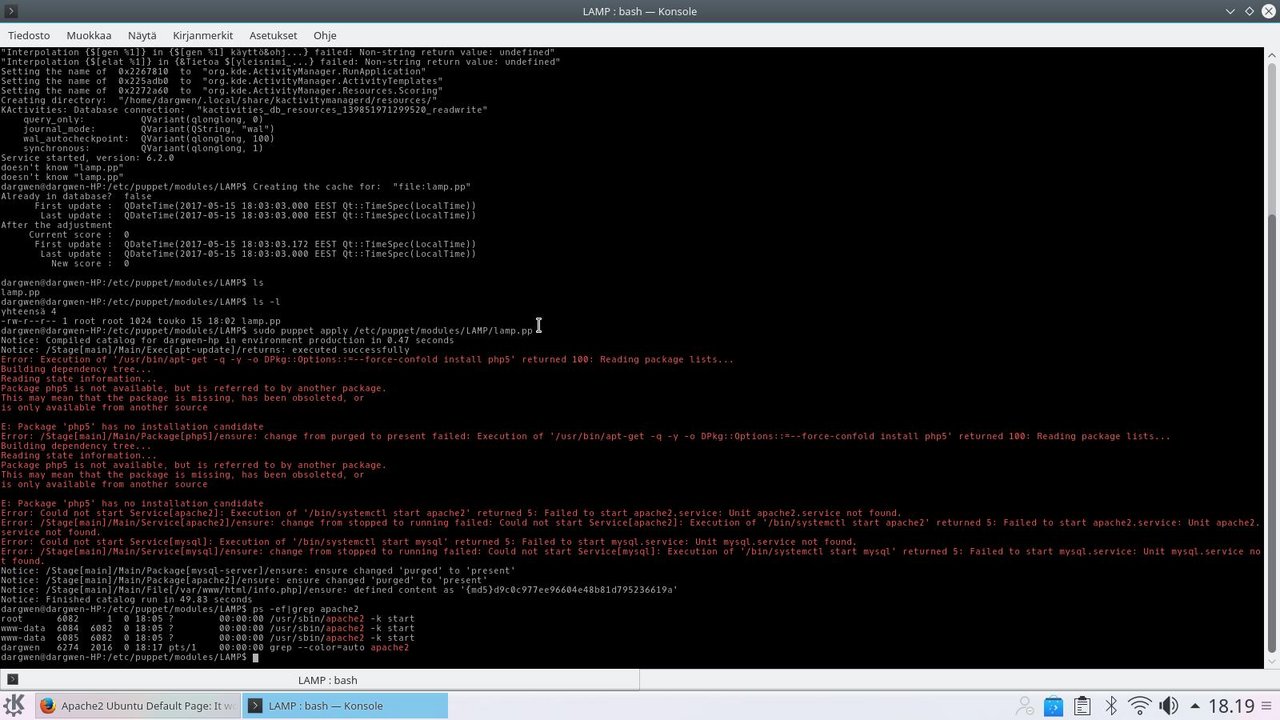 LAMP : bash — Konsole
Tiedosto Muokkaa Näytä Kirjanmerkit Asetukset Ohje
"Interpolation {$[gen %1]} in {$[gen %1] käyttö&ohj...} failed: Non-string return value: undefined"
"Interpolation {$[elat %1]} in {&Tietoa $[yleisnimi_...} failed: Non-string return value: undefined"
Setting the name of  0x2267810  to  "org.kde.ActivityManager.RunApplication"
Setting the name of  0x225adb0  to  "org.kde.ActivityManager.ActivityTemplates"
Setting the name of  0x2272a60  to  "org.kde.ActivityManager.Resources.Scoring"
Creating directory:  "/home/dargwen/.local/share/kactivitymanagerd/resources/"
KActivities: Database connection:  "kactivities_db_resources_139851971299520_readwrite"
    query_only:         QVariant(qlonglong, 0)
    journal_mode:       QVariant(QString, "wal")
    wal_autocheckpoint: QVariant(qlonglong, 100)
    synchronous:        QVariant(qlonglong, 1)
Service started, version: 6.2.0
doesn't know "lamp.pp"
doesn't know "lamp.pp"
dargwen@dargwen-HP:/etc/puppet/modules/LAMP$ Creating the cache for:  "file:lamp.pp"
Already in database?  false
      First update :  QDateTime(2017-05-15 18:03:03.000 EEST Qt::TimeSpec(LocalTime))
       Last update :  QDateTime(2017-05-15 18:03:03.000 EEST Qt::TimeSpec(LocalTime))
After the adjustment
     Current score :  0
      First update :  QDateTime(2017-05-15 18:03:03.172 EEST Qt::TimeSpec(LocalTime))
       Last update :  QDateTime(2017-05-15 18:03:03.000 EEST Qt::TimeSpec(LocalTime))
         New score :  0
dargwen@dargwen-HP:/etc/puppet/modules/LAMP$ ls
lamp.pp
dargwen@dargwen-HP:/etc/puppet/modules/LAMP$ ls -l
yhteensä 4
-rw-r--r-- 1 root root 1024 touko 15 18:02 lamp.pp
dargwen@dargwen-HP:/etc/puppet/modules/LAMP$ sudo puppet apply /etc/puppet/modules/LAMP/lamp.pp
Notice: Compiled catalog for dargwen-hp in environment production in 0.47 seconds
Notice: /Stage[main]/Main/Exec[apt-update]/returns: executed successfully
Error: Execution of '/usr/bin/apt-get -q -y -o DPkg::Options::=--force-confold install php5' returned 100: Reading package lists...
Building dependency tree...
Reading state information...
Package php5 is not available, but is referred to by another package.
This may mean that the package is missing, has been obsoleted, or
is only available from another source
E: Package 'php5' has no installation candidate
Error: /Stage[main]/Main/Package[php5]/ensure: change from purged to present failed: Execution of '/usr/bin/apt-get -q -y -o DPkg::Options::=--force-confold install php5' returned 100: Reading package lists...
Building dependency tree...
Reading state information...
Package php5 is not available, but is referred to by another package.
This may mean that the package is missing, has been obsoleted, or
is only available from another source
E: Package 'php5' has no installation candidate
Error: Could not start Service[apache2]: Execution of '/bin/systemctl start apache2' returned 5: Failed to start apache2.service: Unit apache2.service not found.
Error: /Stage[main]/Main/Service[apache2]/ensure: change from stopped to running failed: Could not start Service[apache2]: Execution of '/bin/systemctl start apache2' returned 5: Failed to start apache2.service: Unit apache2.
service not found.
Error: Could not start Service[mysql]: Execution of '/bin/systemctl start mysql' returned 5: Failed to start mysql.service: Unit mysql.service not found.
Error: /Stage[main]/Main/Service[mysql]/ensure: change from stopped to running failed: Could not start Service[mysql]: Execution of '/bin/systemctl start mysql' returned 5: Failed to start mysql.service: Unit mysql.service no
t found.
Notice: /Stage[main]/Main/Package[mysql-server]/ensure: ensure changed 'purged' to 'present'
Notice: /Stage[main]/Main/Package[apache2]/ensure: ensure changed 'purged' to 'present'
Notice: /Stage[main]/Main/File[/var/www/html/info.php]/ensure: defined content as '{md5}d9c0c977ee96604e48b81d795236619a'
Notice: Finished catalog run in 49.83 seconds
dargwen@dargwen-HP:/etc/puppet/modules/LAMP$ ps -ef|grep apache2
root      6082     1  0 18:05 ?        00:00:00 /usr/sbin/apache2 -k start
www-data  6084  6082  0 18:05 ?        00:00:00 /usr/sbin/apache2 -k start
www-data  6085  6082  0 18:05 ?        00:00:00 /usr/sbin/apache2 -k start
dargwen   6274  2016  0 18:17 pts/1    00:00:00 grep --color=auto apache2
dargwen@dargwen-HP:/etc/puppet/modules/LAMP$
LAMP : bash
Apache2 Ubuntu Default Page: It w
LAMP : bash — Konsole
18.19